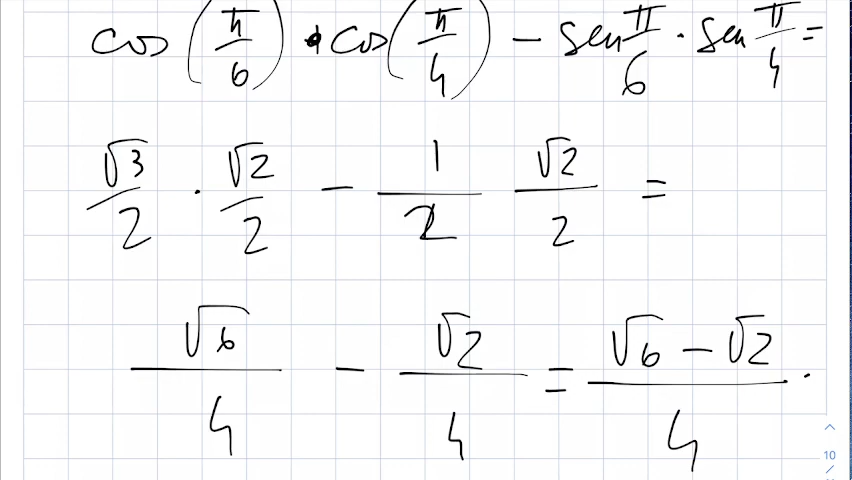 cos(π/6) · cos(π/4) − sen π/6 · sen π/4 =
√3/2 · √2/2 − 1/2 √2/2 =
√6/4 − √2/4 = (√6 − √2)/4 .
10
/